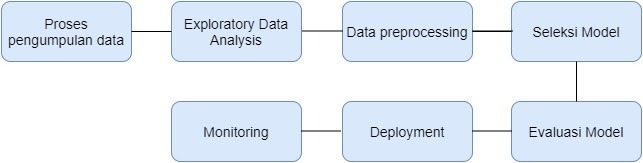 Proses
pengumpulan data
Exploratory Data
Analysis
Data preprocessing
Seleksi Model
Evaluasi Model
Deployment
Monitoring